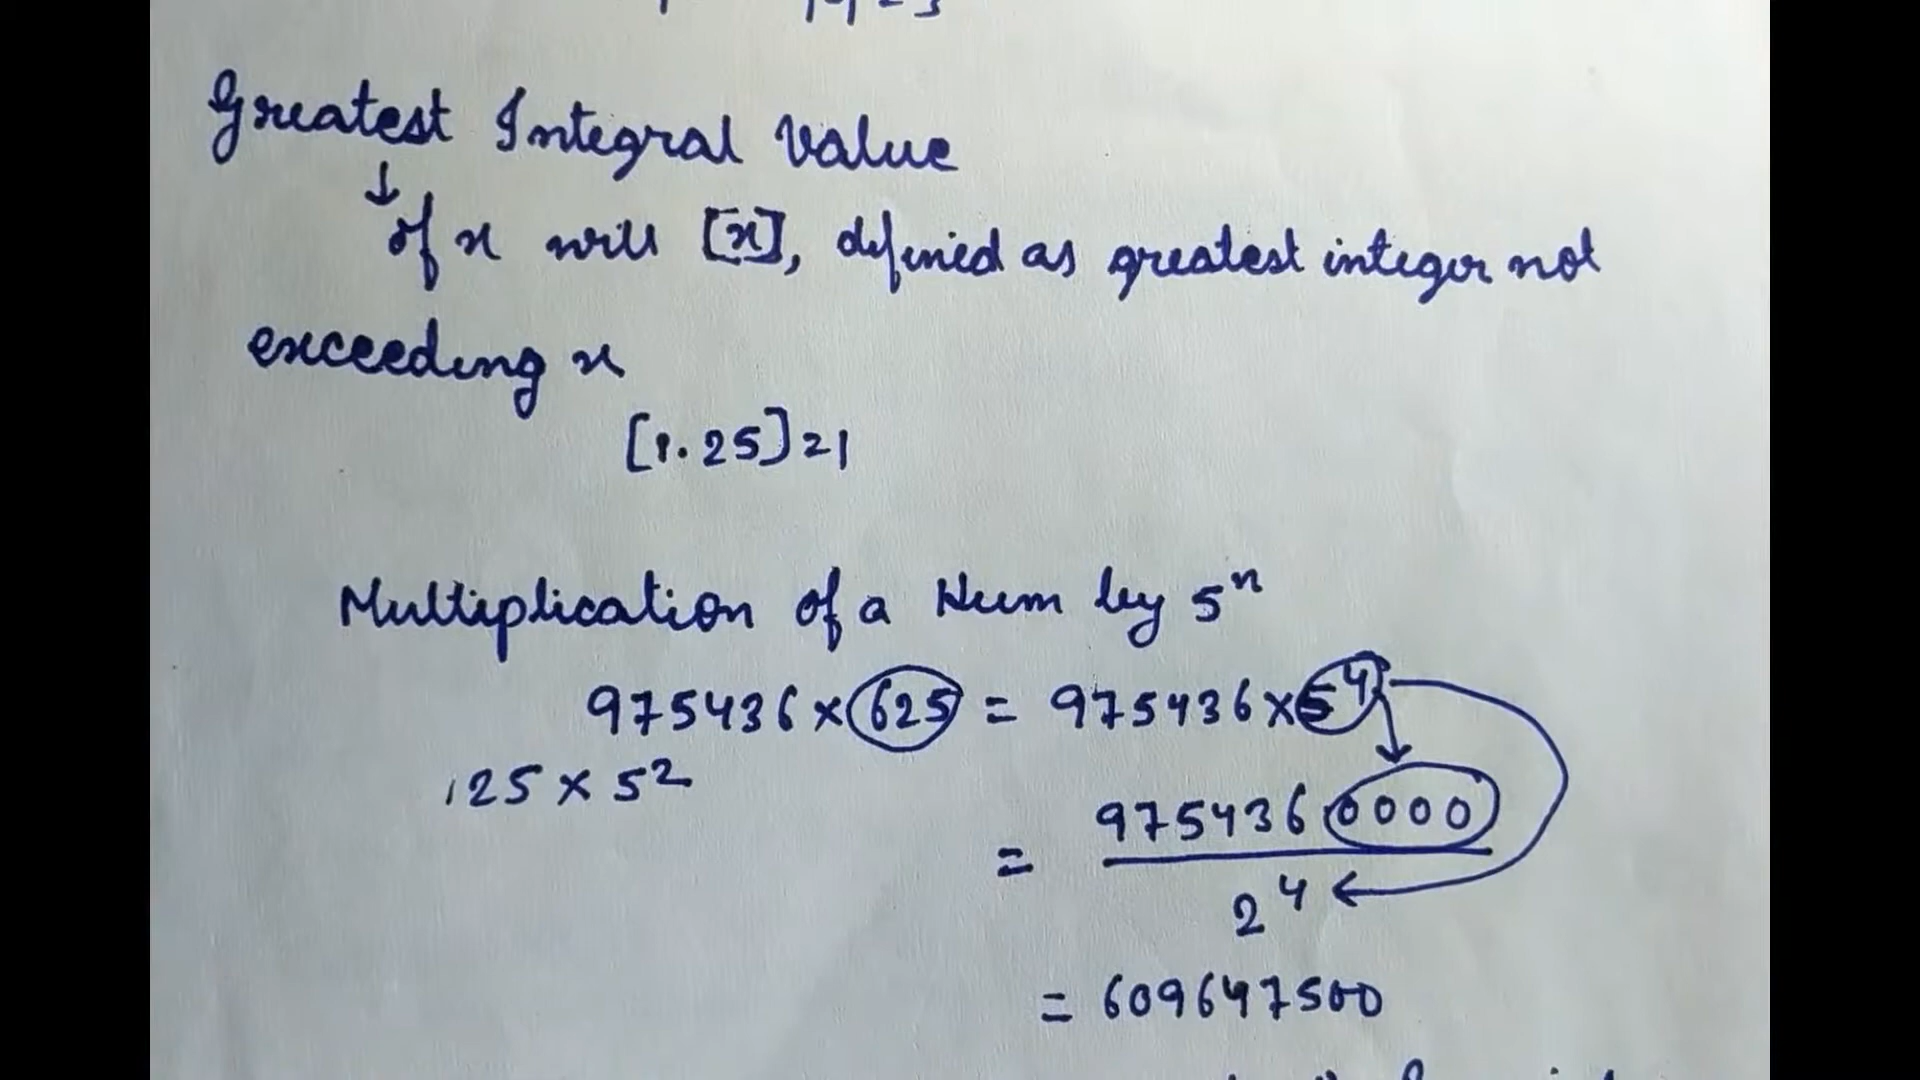 Greatest Integral Value
↓
of x will [x], defined as greatest integer not
exceeding x
[1.25]=1
Multiplication of a Num by 5ⁿ
975436×625 = 975436×5⁴
125 × 5²
= 9754360000
2⁴
= 609647500